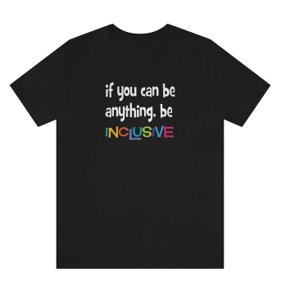 if you can be
anything, be
INCLUSIVE